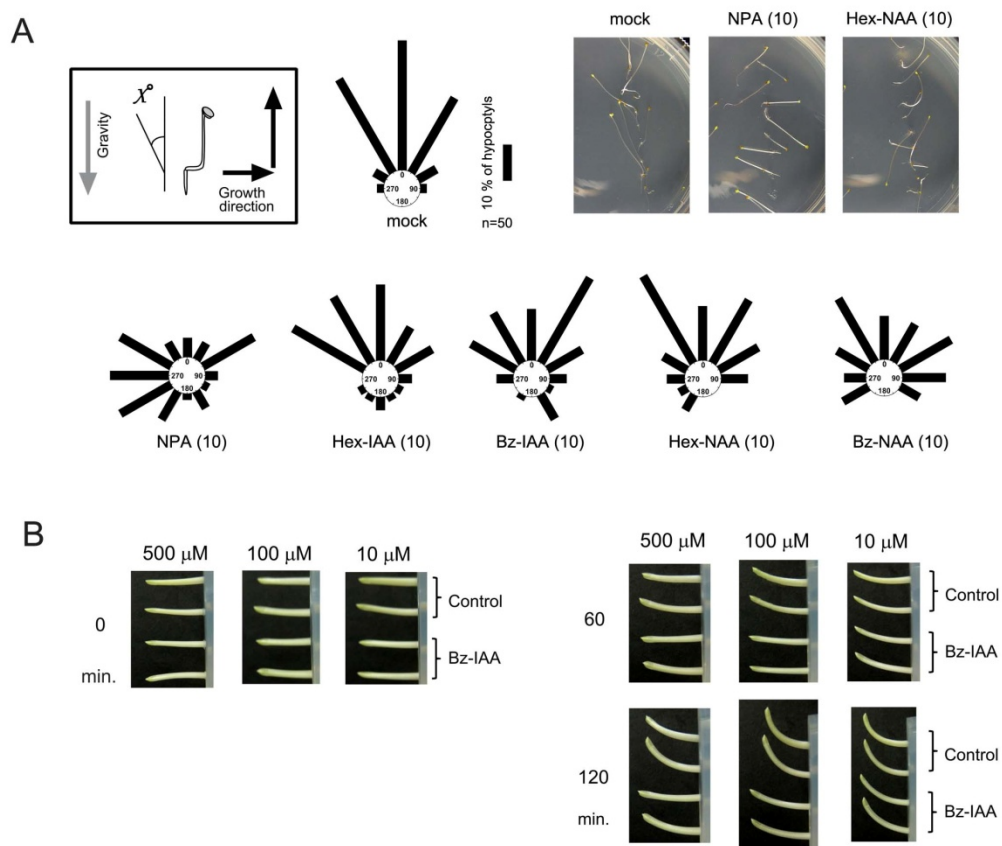 A
mock
NPA (10)
Hex-NAA (10)
Gravity
X°
Growth
direction
0
270 90
180
mock
10 % of hypocptyls
n=50
0
270 90
180
NPA (10)
0
270 90
180
Hex-IAA (10)
0
270 90
180
Bz-IAA (10)
0
270 90
180
Hex-NAA (10)
0
270 90
180
Bz-NAA (10)
B
500 μM
100 μM
10 μM
0
min.
Control
Bz-IAA
500 μM
100 μM
10 μM
60
Control
Bz-IAA
120
min.
Control
Bz-IAA